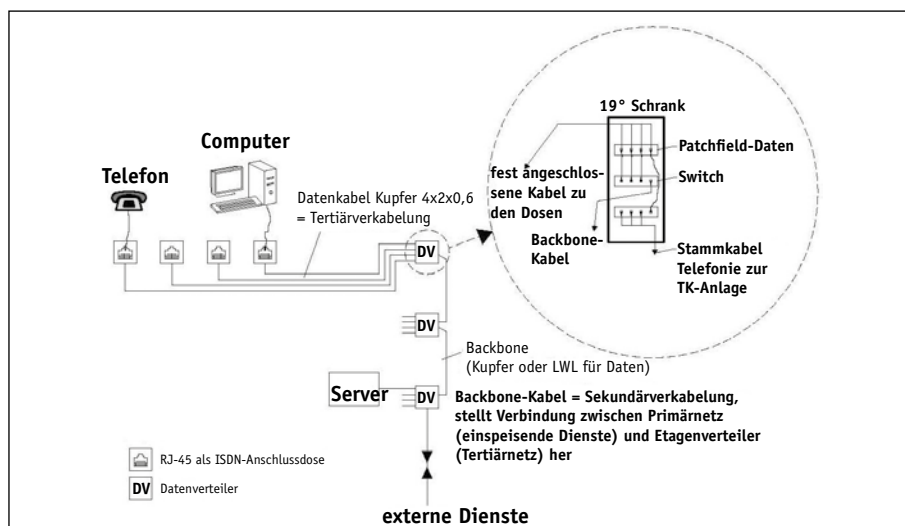 19° Schrank
Computer
Patchfield-Daten
Telefon
fest angeschlos-
sene Kabel zu
den Dosen
Switch
Datenkabel Kupfer 4x2x0,6
= Tertiärverkabelung
Backbone-
Kabel
DV
Stammkabel
Telefonie zur
TK-Anlage
DV
Backbone
(Kupfer oder LWL für Daten)
Server
DV
Backbone-Kabel = Sekundärverkabelung,
stellt Verbindung zwischen Primärnetz
(einspeisende Dienste) und Etagenverteiler
(Tertiärnetz) her
RJ-45 als ISDN-Anschlussdose
DV Datenverteiler
externe Dienste